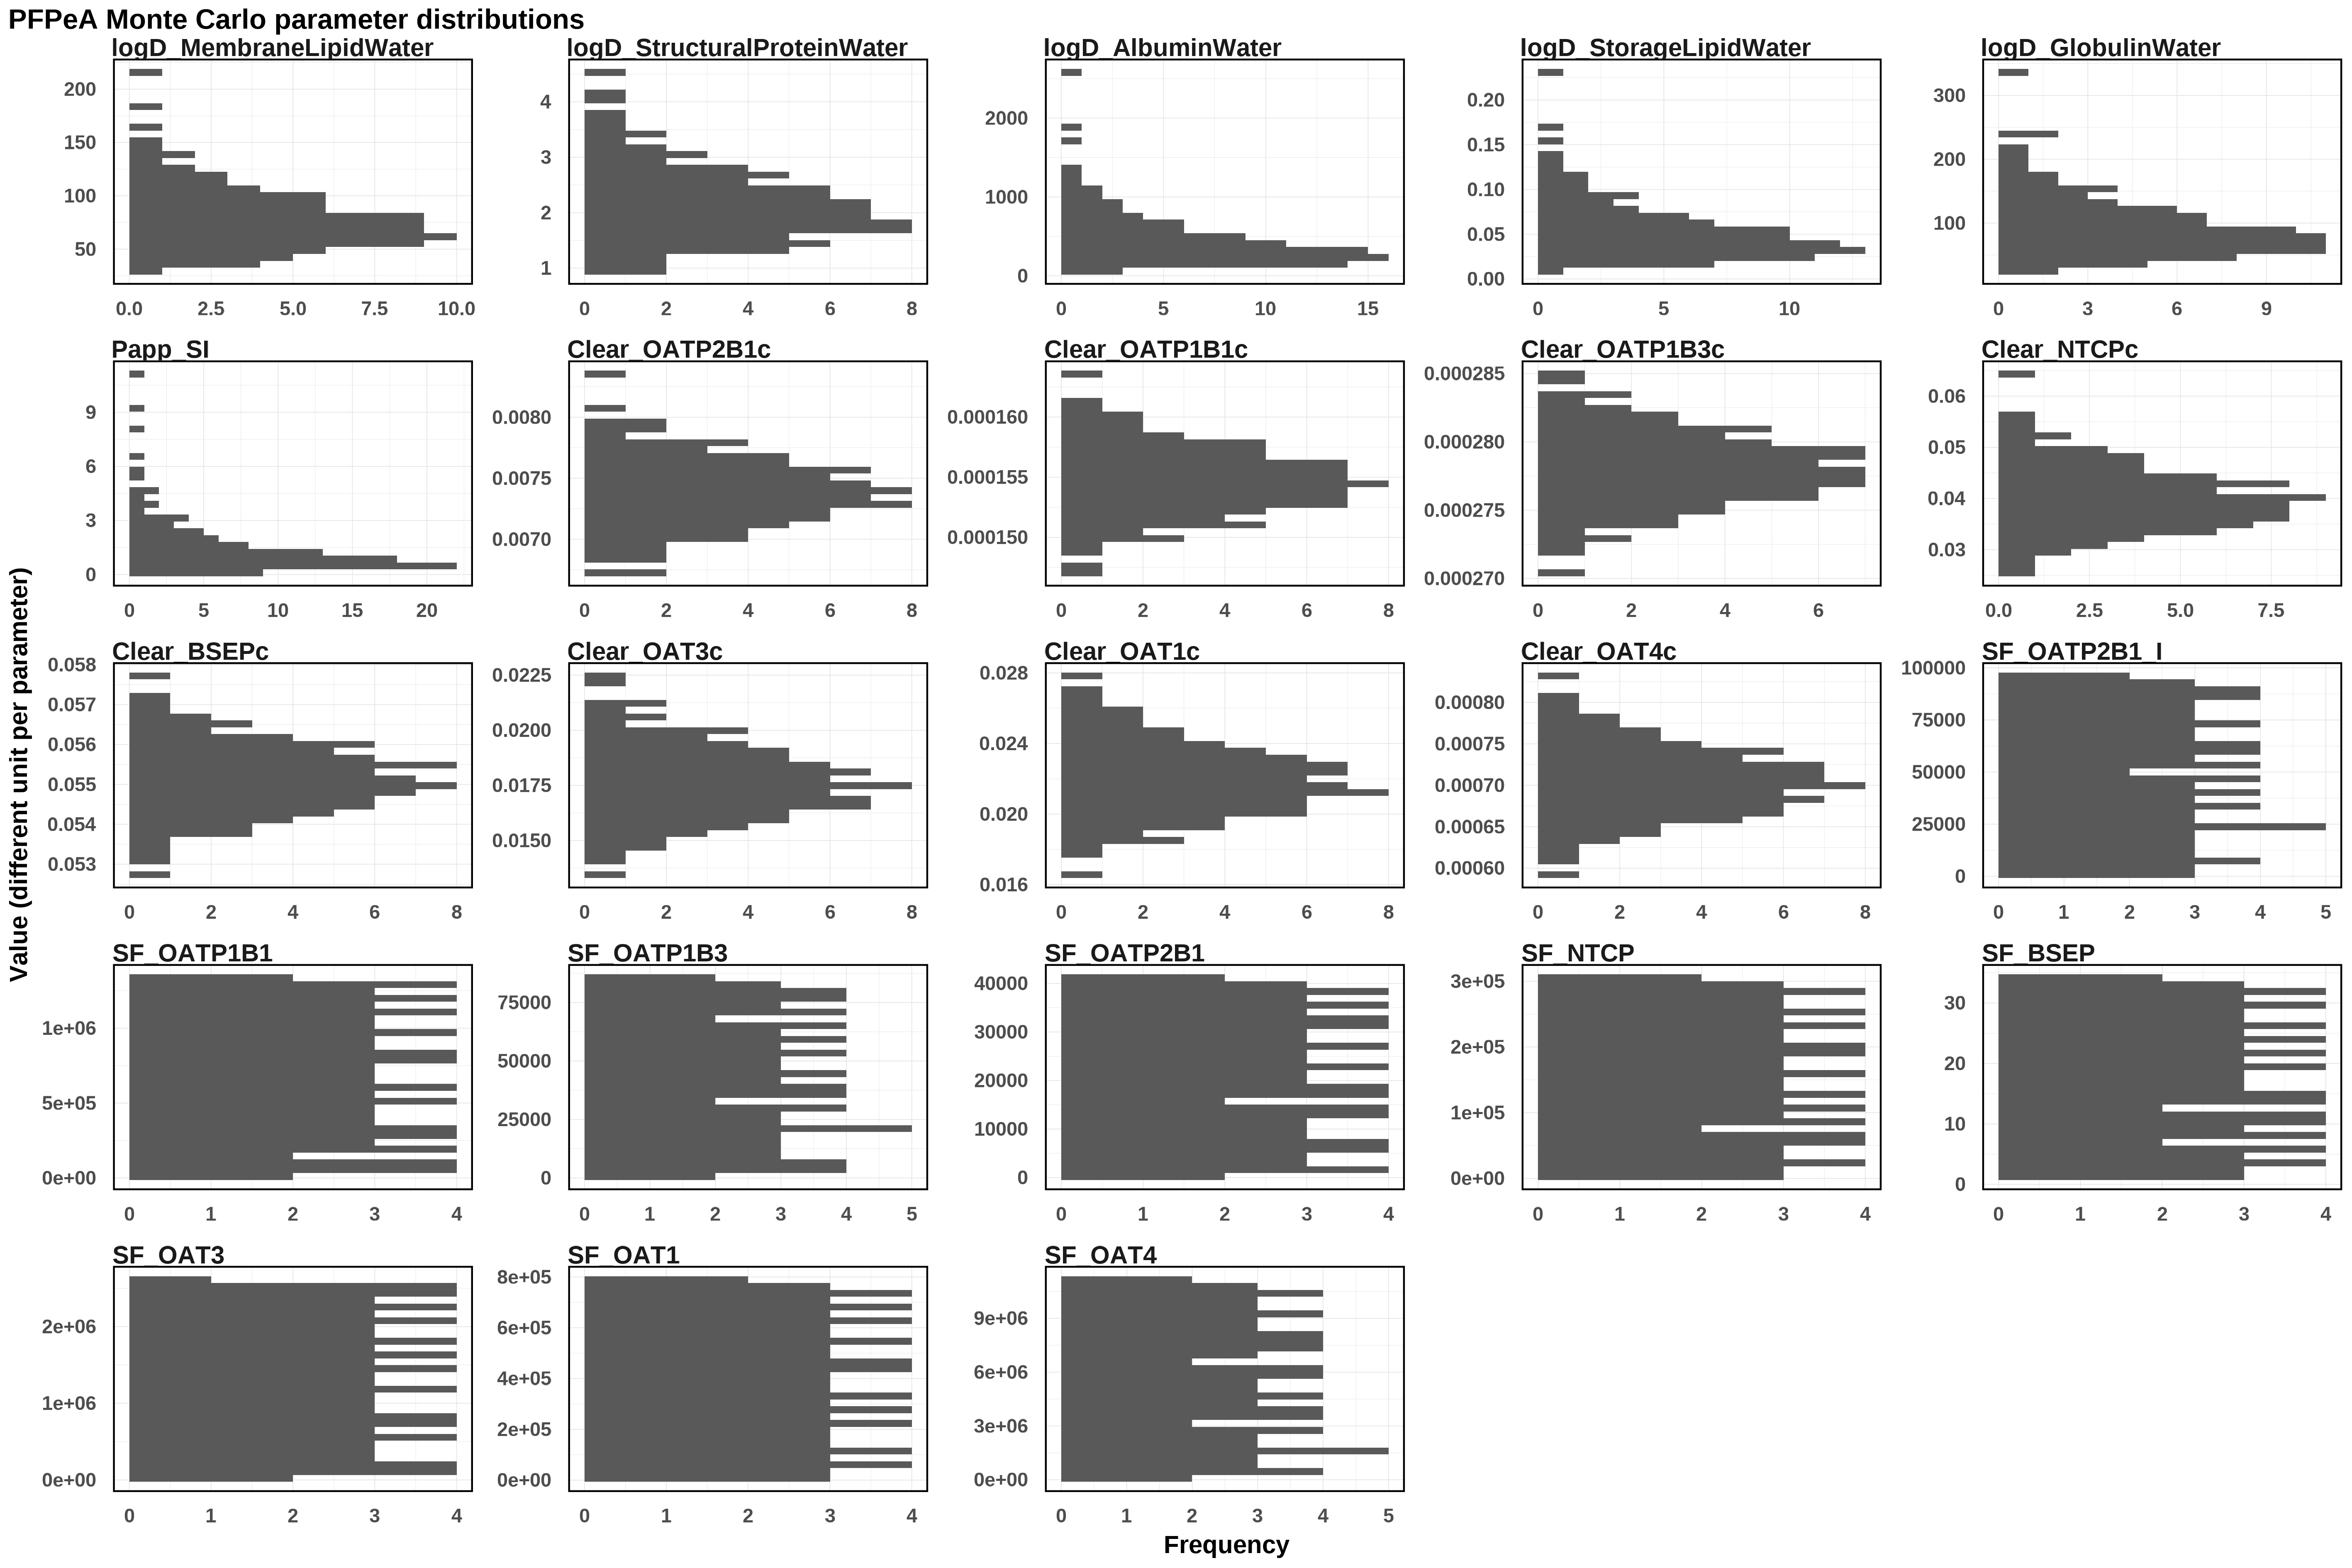 PFPeA Monte Carlo parameter distributions
logD_MembraneLipidWater logD_StructuralProteinWater logD_AlbuminWater logD_StorageLipidWater logD_GlobulinWater
200 150 100 50
4 3 2 1
2000 1000 0
0.20 0.15 0.10 0.05 0.00
300 200 100
0.0 2.5 5.0 7.5 10.0
0 2 4 6 8
0 5 10 15
0 5 10
0 3 6 9
Papp_SI Clear_OATP2B1c Clear_OATP1B1c Clear_OATP1B3c Clear_NTCPc
9 6 3 0
0.0080 0.0075 0.0070
0.000160 0.000155 0.000150
0.000285 0.000280 0.000275 0.000270
0.06 0.05 0.04 0.03
0 5 10 15 20
0 2 4 6 8
0 2 4 6 8
0 2 4 6
0.0 2.5 5.0 7.5
Value (different unit per parameter)
Clear_BSEPc Clear_OAT3c Clear_OAT1c Clear_OAT4c SF_OATP2B1_I
0.058 0.057 0.056 0.055 0.054 0.053
0.0225 0.0200 0.0175 0.0150
0.028 0.024 0.020 0.016
0.00080 0.00075 0.00070 0.00065 0.00060
100000 75000 50000 25000 0
0 2 4 6 8
0 2 4 6 8
0 2 4 6 8
0 2 4 6 8
0 1 2 3 4 5
SF_OATP1B1 SF_OATP1B3 SF_OATP2B1 SF_NTCP SF_BSEP
1e+06 5e+05 0e+00
75000 50000 25000 0
40000 30000 20000 10000 0
3e+05 2e+05 1e+05 0e+00
30 20 10 0
0 1 2 3 4
0 1 2 3 4 5
0 1 2 3 4
0 1 2 3 4
0 1 2 3 4
SF_OAT3 SF_OAT1 SF_OAT4
2e+06 1e+06 0e+00
8e+05 6e+05 4e+05 2e+05 0e+00
9e+06 6e+06 3e+06 0e+00
0 1 2 3 4
0 1 2 3 4
0 1 2 3 4 5
Frequency